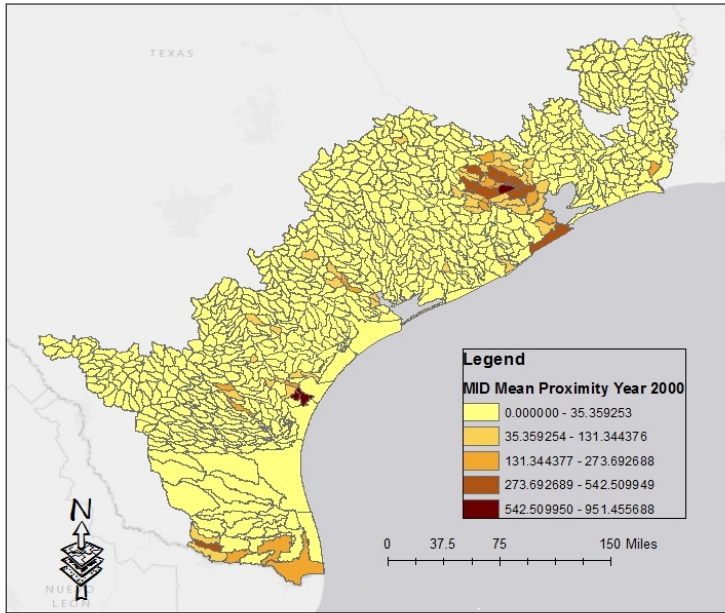 TEXAS
Legend
MID Mean Proximity Year 2000
0.000000 - 35.359253
35.359254 - 131.344376
131.344377 - 273.692688
273.692689 - 542.509949
542.509950 - 951.455688
N
0 37.5 75 150 Miles
NUEVO
LEON